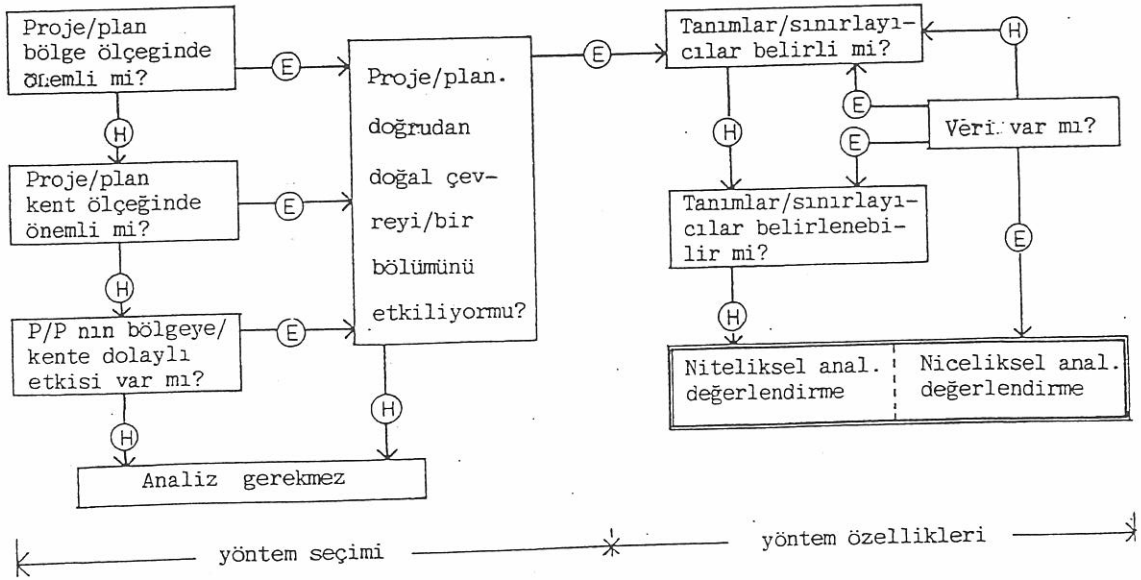 Proje/plan
bölge ölçeğinde
önemli mi?
E
H
Proje/plan
kent ölçeğinde
önemli mi?
E
H
P/P nın bölgeye/
kente dolaylı
etkisi var mı?
E
H
Proje/plan.
doğrudan
doğal çev-
reyi/bir
bölümünü
etkiliyormu?
E
H
Analiz gerekmez
Tanımlar/sınırlayı-
cılar belirli mi?
H
E
E
H
Veri var mı?
Tanımlar/sınırlayı-
cılar belirlenebi-
lir mi?
H
E
Niteliksel anal.
değerlendirme
Niceliksel anal.
değerlendirme
yöntem seçimi
yöntem özellikleri